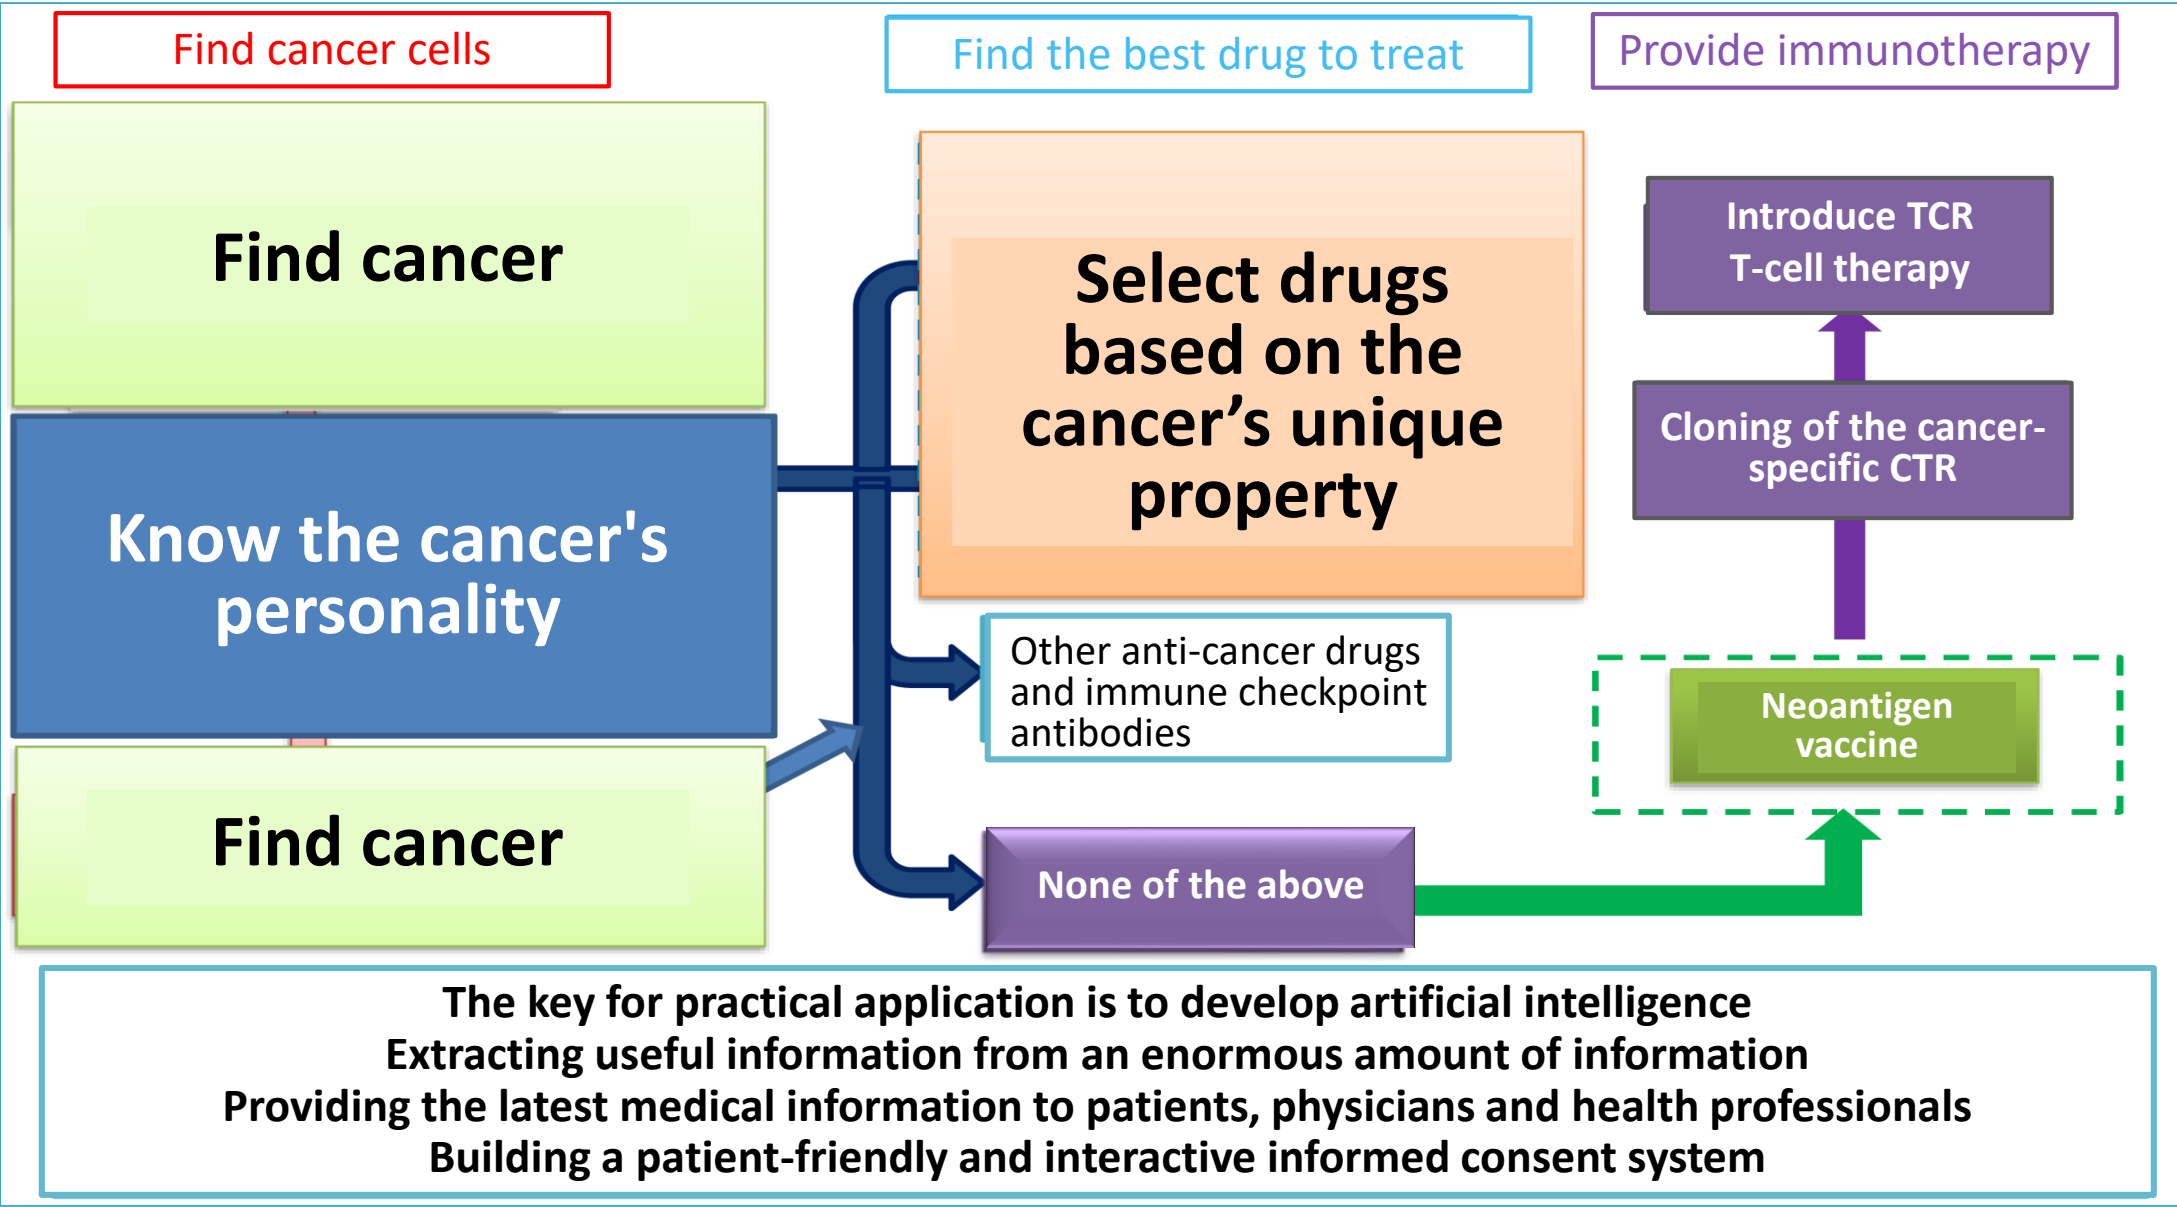 Find cancer cells
Find the best drug to treat
Provide immunotherapy
Find cancer
Know the cancer's
personality
Find cancer
Select drugs
based on the
cancer’s unique
property
Other anti-cancer drugs
and immune checkpoint
antibodies
None of the above
Introduce TCR
T-cell therapy
Cloning of the cancer-
specific CTR
Neoantigen
vaccine
The key for practical application is to develop artificial intelligence
Extracting useful information from an enormous amount of information
Providing the latest medical information to patients, physicians and health professionals
Building a patient-friendly and interactive informed consent system